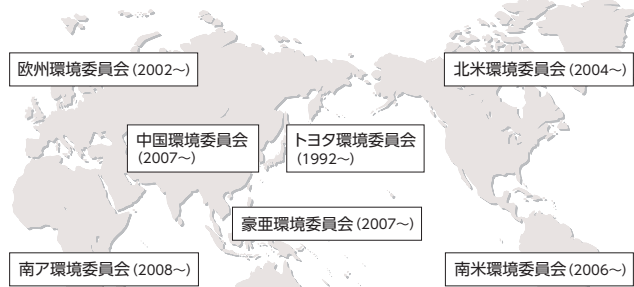 欧州環境委員会(2002~)
北米環境委員会(2004~)
中国環境委員会
(2007~)
トヨタ環境委員会
(1992~)
豪亜環境委員会(2007~)
南ア環境委員会(2008~)
南米環境委員会(2006~)